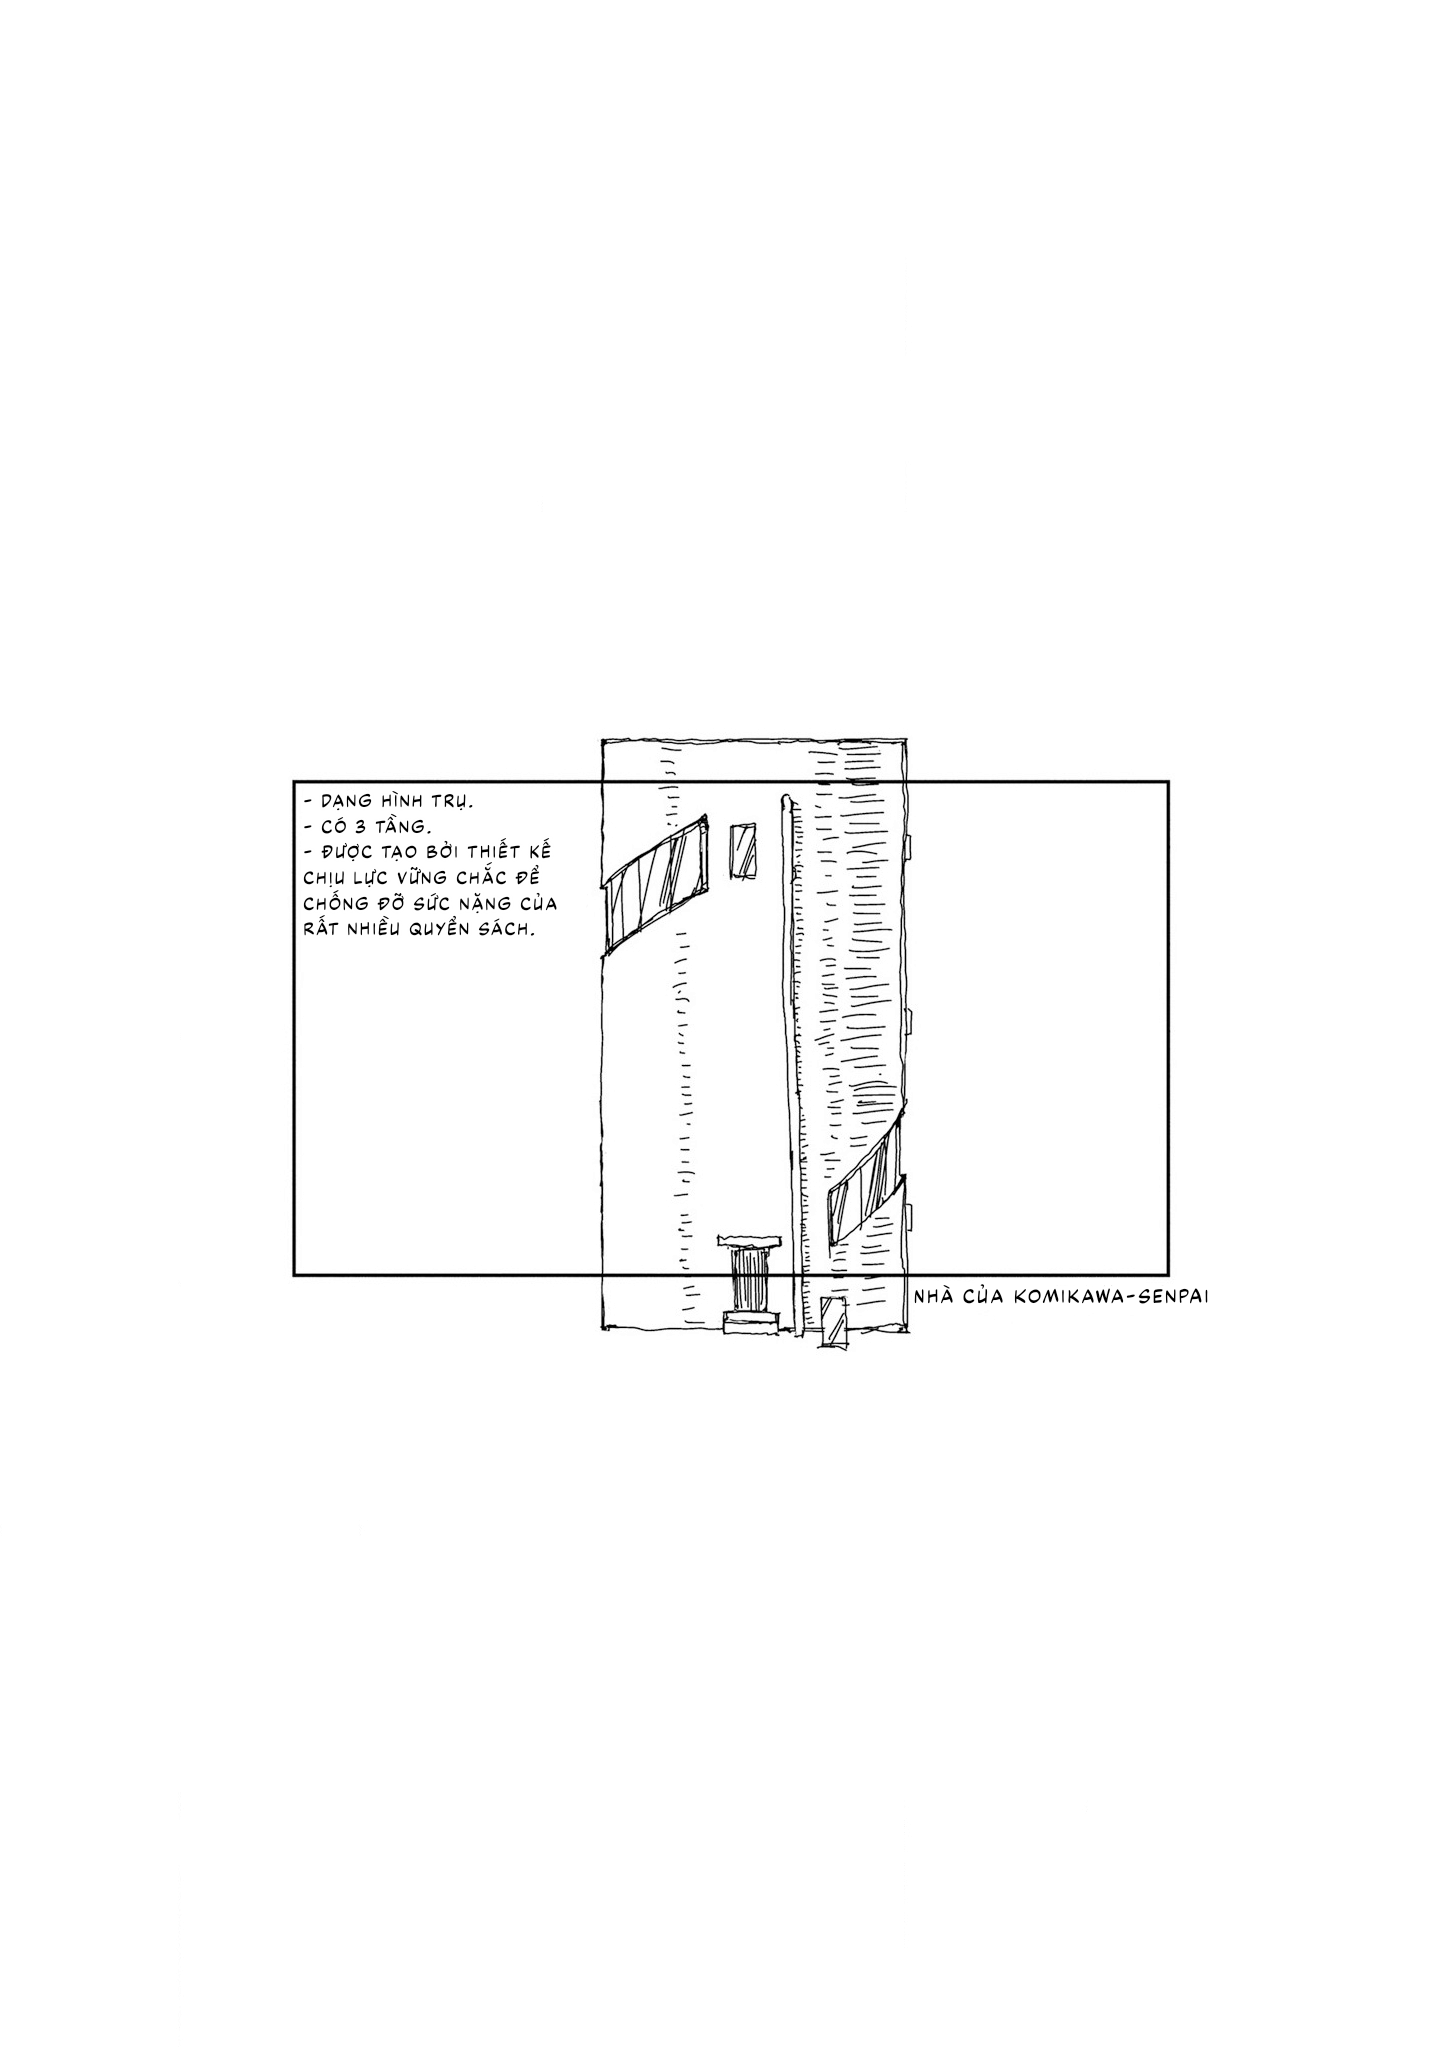 - DẠNG HÌNH TRỤ.
- CÓ 3 TẦNG.
- ĐƯỢC TẠO BỞI THIẾT KẾ
CHỊU LỰC VỮNG CHẮC ĐỂ
CHỐNG ĐỠ SỨC NẶNG CỦA
RẤT NHIỀU QUYỂN SÁCH.
NHÀ CỦA KOMIKAWA-SENPAI